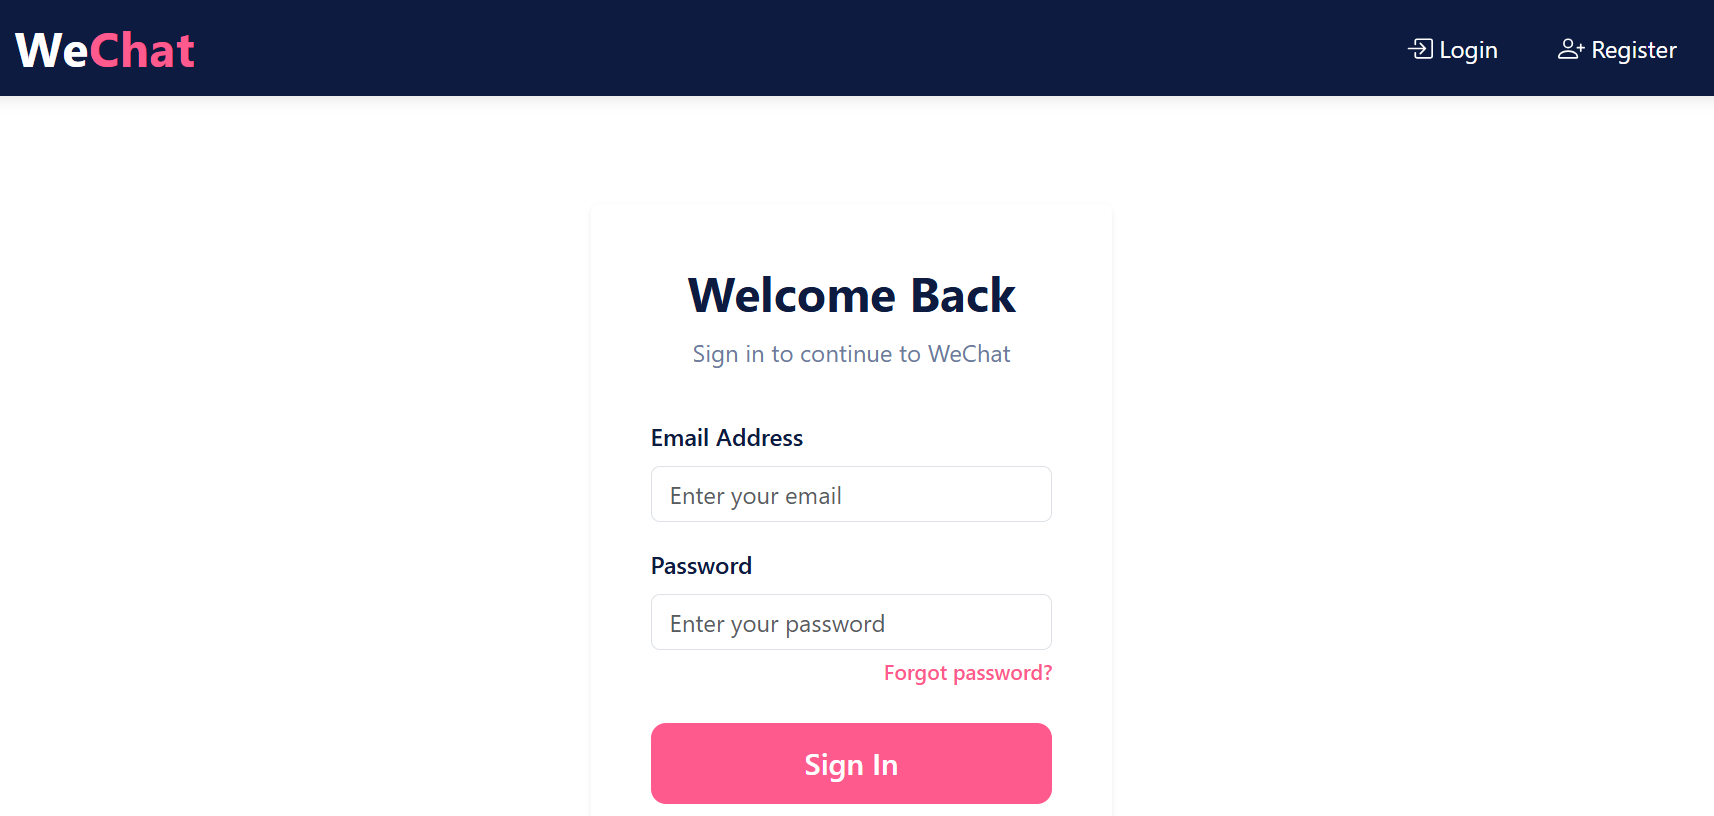 WeChat
Login
Register
Welcome Back
Sign in to continue to WeChat
Email Address
Enter your email
Password
Enter your password
Forgot password?
Sign In